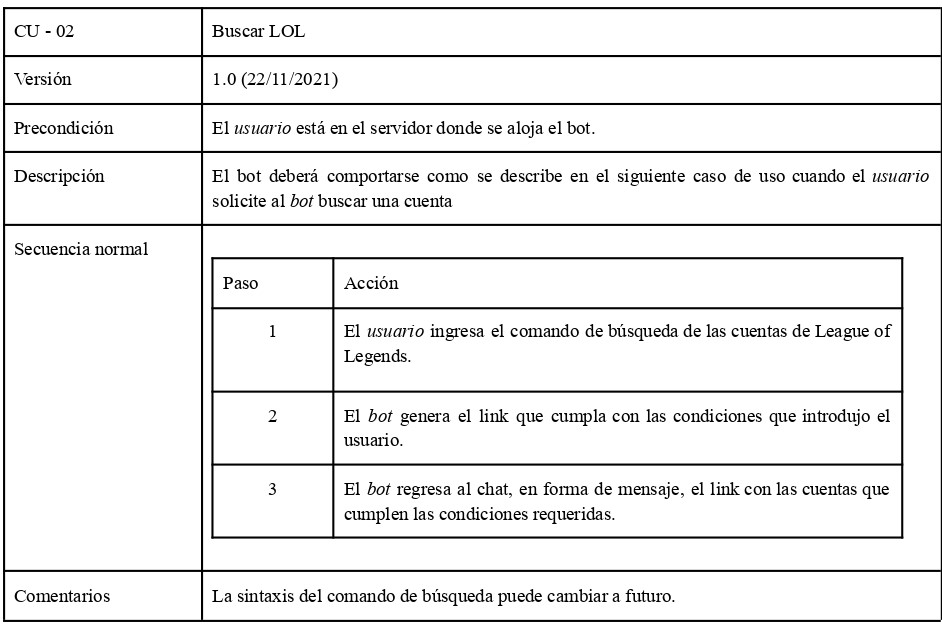 CU - 02
Buscar LOL
Versión
1.0 (22/11/2021)
Precondición
El usuario está en el servidor donde se aloja el bot.
Descripción
El bot deberá comportarse como se describe en el siguiente caso de uso cuando el usuario
solicite al bot buscar una cuenta
Secuencia normal
Paso
Acción
1
El usuario ingresa el comando de búsqueda de las cuentas de League of
Legends.
2
El bot genera el link que cumpla con las condiciones que introdujo el
usuario.
3
El bot regresa al chat, en forma de mensaje, el link con las cuentas que
cumplen las condiciones requeridas.
Comentarios
La sintaxis del comando de búsqueda puede cambiar a futuro.